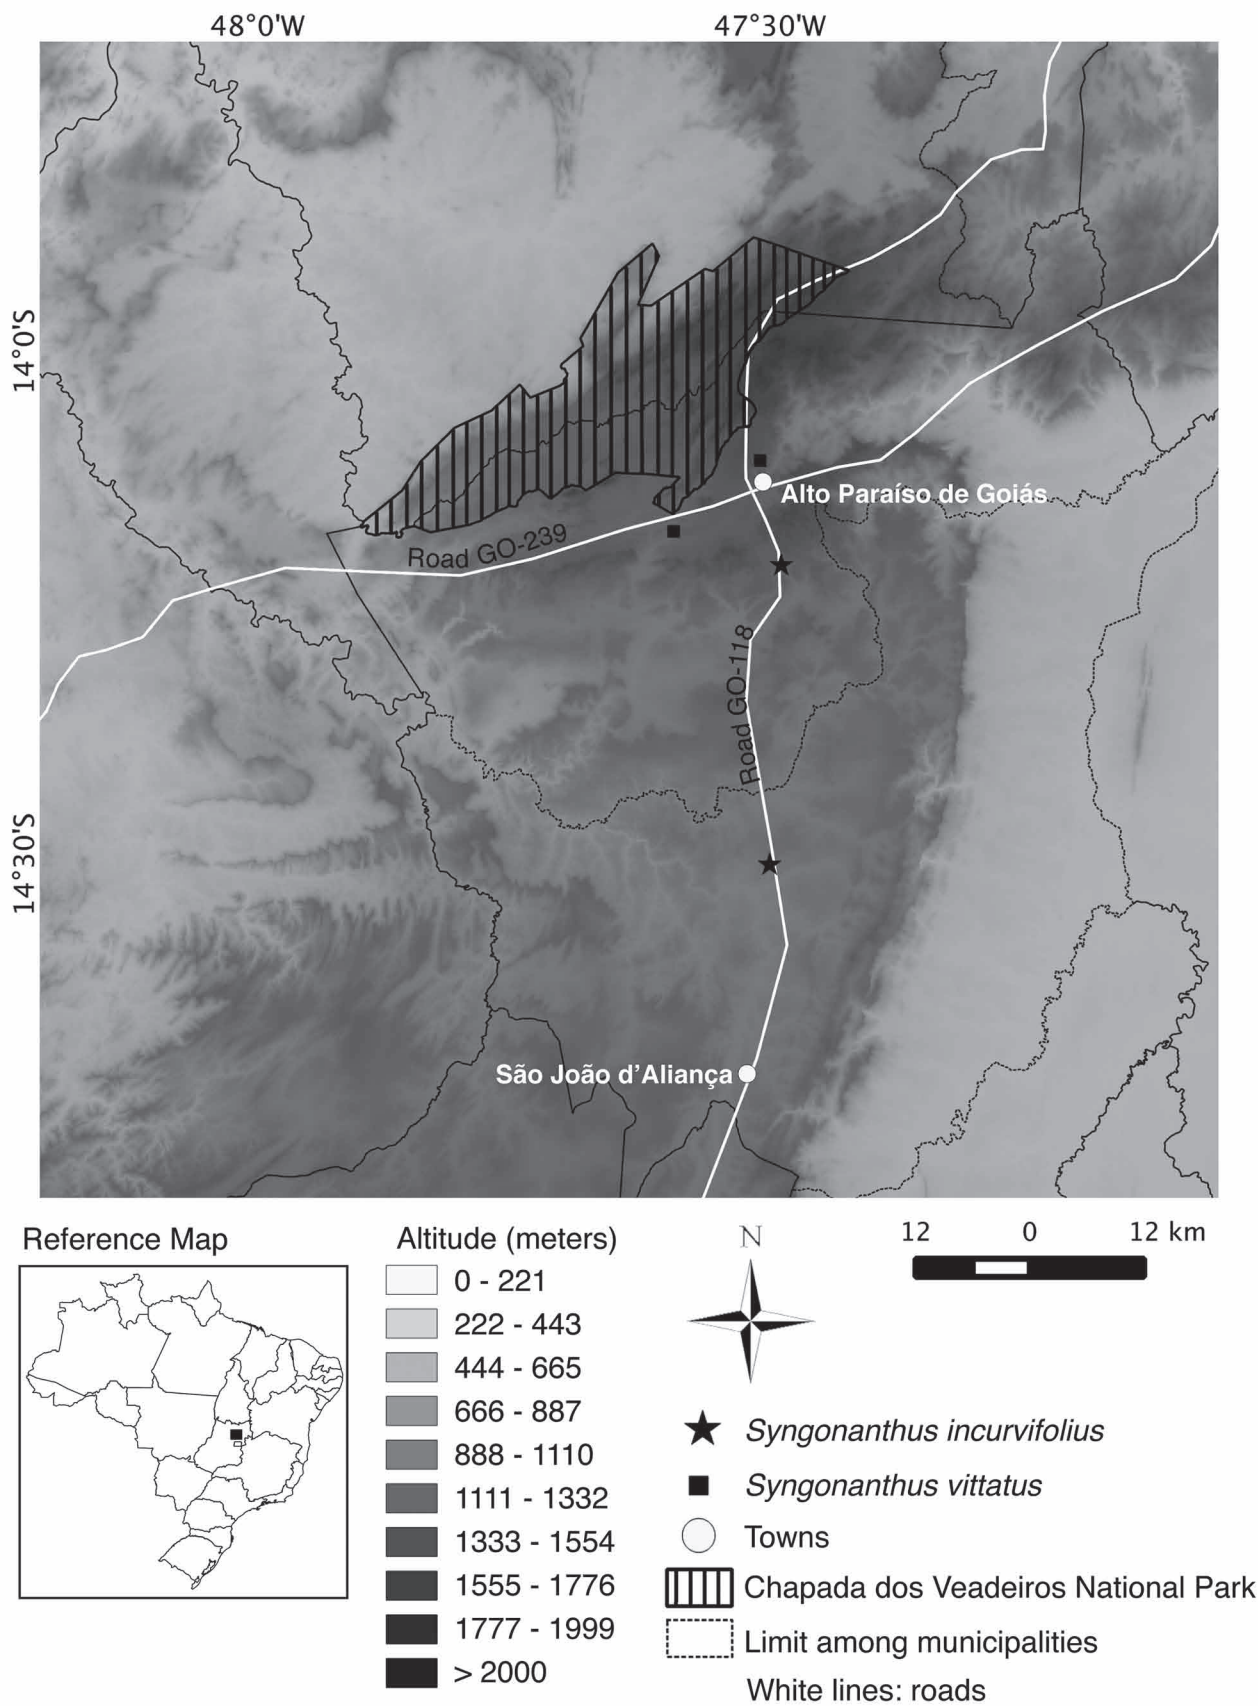 48°0'W
47°30'W
14°0'S
14°30'S
Alto Paraíso de Goiás
Road GO-239
Road GO-118
São João d’Aliança
Reference Map
Altitude (meters)
0 - 221
222 - 443
444 - 665
666 - 887
888 - 1110
1111 - 1332
1333 - 1554
1555 - 1776
1777 - 1999
> 2000
N
12 0 12 km
Syngonanthus incurvifolius
Syngonanthus vittatus
Towns
Chapada dos Veadeiros National Park
Limit among municipalities
White lines: roads